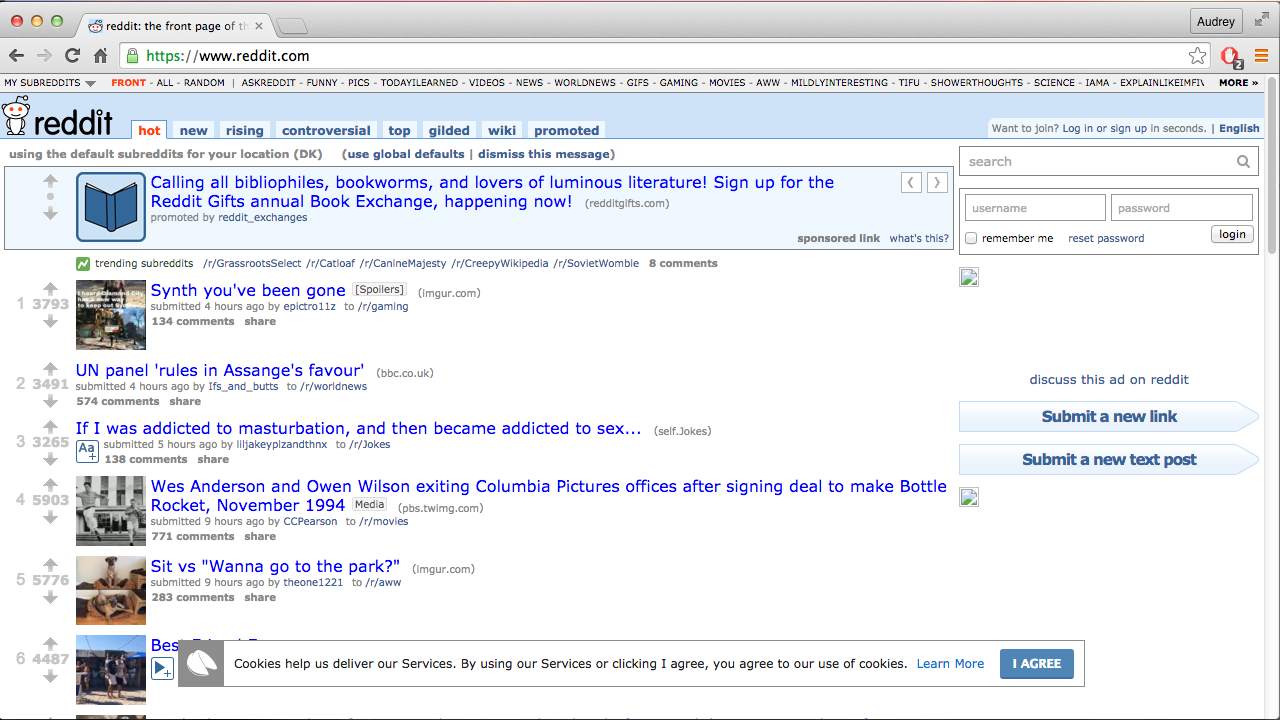 reddit: the front page of th
Audrey
https://www.reddit.com
2
MY SUBREDDITS FRONT - ALL - RANDOM | ASKREDDIT - FUNNY - PICS - TODAYILEARNED - VIDEOS - NEWS - WORLDNEWS - GIFS - GAMING - MOVIES - AWW - MILDLYINTERESTING - TIFU - SHOWERTHOUGHTS - SCIENCE - IAMA - EXPLAINLIKEIMFIV MORE »
reddit hot new rising controversial top gilded wiki promoted
Want to join? Log in or sign up in seconds. | English
using the default subreddits for your location (DK) (use global defaults | dismiss this message)
search
Calling all bibliophiles, bookworms, and lovers of luminous literature! Sign up for the
Reddit Gifts annual Book Exchange, happening now! (redditgifts.com)
promoted by reddit_exchanges
sponsored link what's this?
username password
remember me reset password login
trending subreddits /r/GrassrootsSelect /r/Catloaf /r/CanineMajesty /r/CreepyWikipedia /r/SovietWomble 8 comments
1 3793
Synth you've been gone [Spoilers] (imgur.com)
submitted 4 hours ago by epictro11z to /r/gaming
134 comments share
2 3491
UN panel 'rules in Assange's favour' (bbc.co.uk)
submitted 4 hours ago by Ifs_and_butts to /r/worldnews
574 comments share
discuss this ad on reddit
Submit a new link
Submit a new text post
3 3265
If I was addicted to masturbation, and then became addicted to sex... (self.Jokes)
Aa
submitted 5 hours ago by liljakeyplzandthnx to /r/Jokes
138 comments share
4 5903
Wes Anderson and Owen Wilson exiting Columbia Pictures offices after signing deal to make Bottle
Rocket, November 1994 Media (pbs.twimg.com)
submitted 9 hours ago by CCPearson to /r/movies
771 comments share
5 5776
Sit vs "Wanna go to the park?" (imgur.com)
submitted 9 hours ago by theone1221 to /r/aww
283 comments share
6 4487
Bes
Cookies help us deliver our Services. By using our Services or clicking I agree, you agree to our use of cookies. Learn More I AGREE